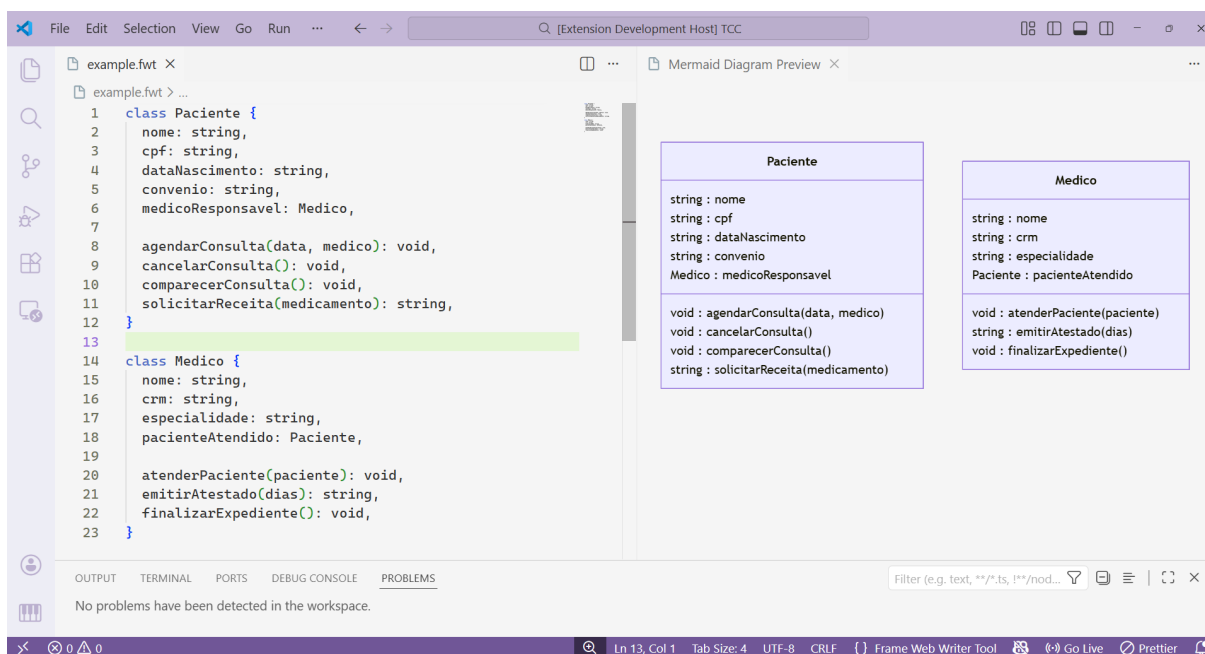 File Edit Selection View Go Run ··· ← → [Extension Development Host] TCC
example.fwt × ···
Mermaid Diagram Preview × ···
example.fwt > ...
1 class Paciente {
2 nome: string,
3 cpf: string,
4 dataNascimento: string,
5 convenio: string,
6 medicoResponsavel: Medico,
7
8 agendarConsulta(data, medico): void,
9 cancelarConsulta(): void,
10 comparecerConsulta(): void,
11 solicitarReceita(medicamento): string,
12 }
13
14 class Medico {
15 nome: string,
16 crm: string,
17 especialidade: string,
18 pacienteAtendido: Paciente,
19
20 atenderPaciente(paciente): void,
21 emitirAtestado(dias): string,
22 finalizarExpediente(): void,
23 }
Paciente
string : nome
string : cpf
string : dataNascimento
string : convenio
Medico : medicoResponsavel
void : agendarConsulta(data, medico)
void : cancelarConsulta()
void : comparecerConsulta()
string : solicitarReceita(medicamento)
Medico
string : nome
string : crm
string : especialidade
Paciente : pacienteAtendido
void : atenderPaciente(paciente)
string : emitirAtestado(dias)
void : finalizarExpediente()
OUTPUT TERMINAL PORTS DEBUG CONSOLE PROBLEMS Filter (e.g. text, **/*.ts, !**/nod...
No problems have been detected in the workspace.
0 0 Ln 13, Col 1 Tab Size: 4 UTF-8 CRLF { } Frame Web Writer Tool Go Live Prettier